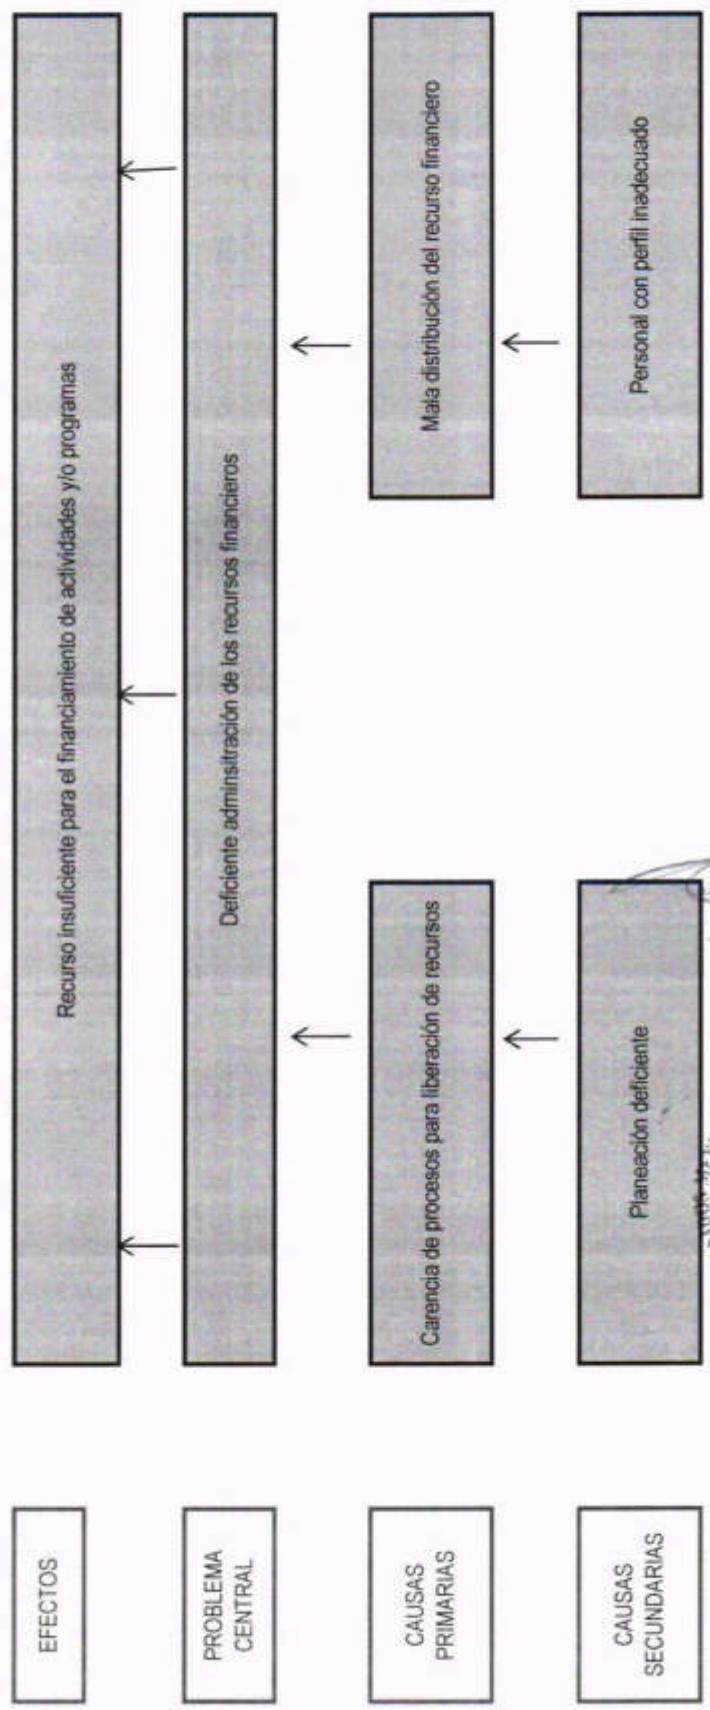 EFECTOS
Recurso insuficiente para el financiamiento de actividades y/o programas
PROBLEMA
CENTRAL
Deficiente adminsitración de los recursos financieros
CAUSAS
PRIMARIAS
Carencia de procesos para liberación de recursos
Mala distribución del recurso financiero
CAUSAS
SECUNDARIAS
Planeación deficiente
Personal con perfil inadecuado